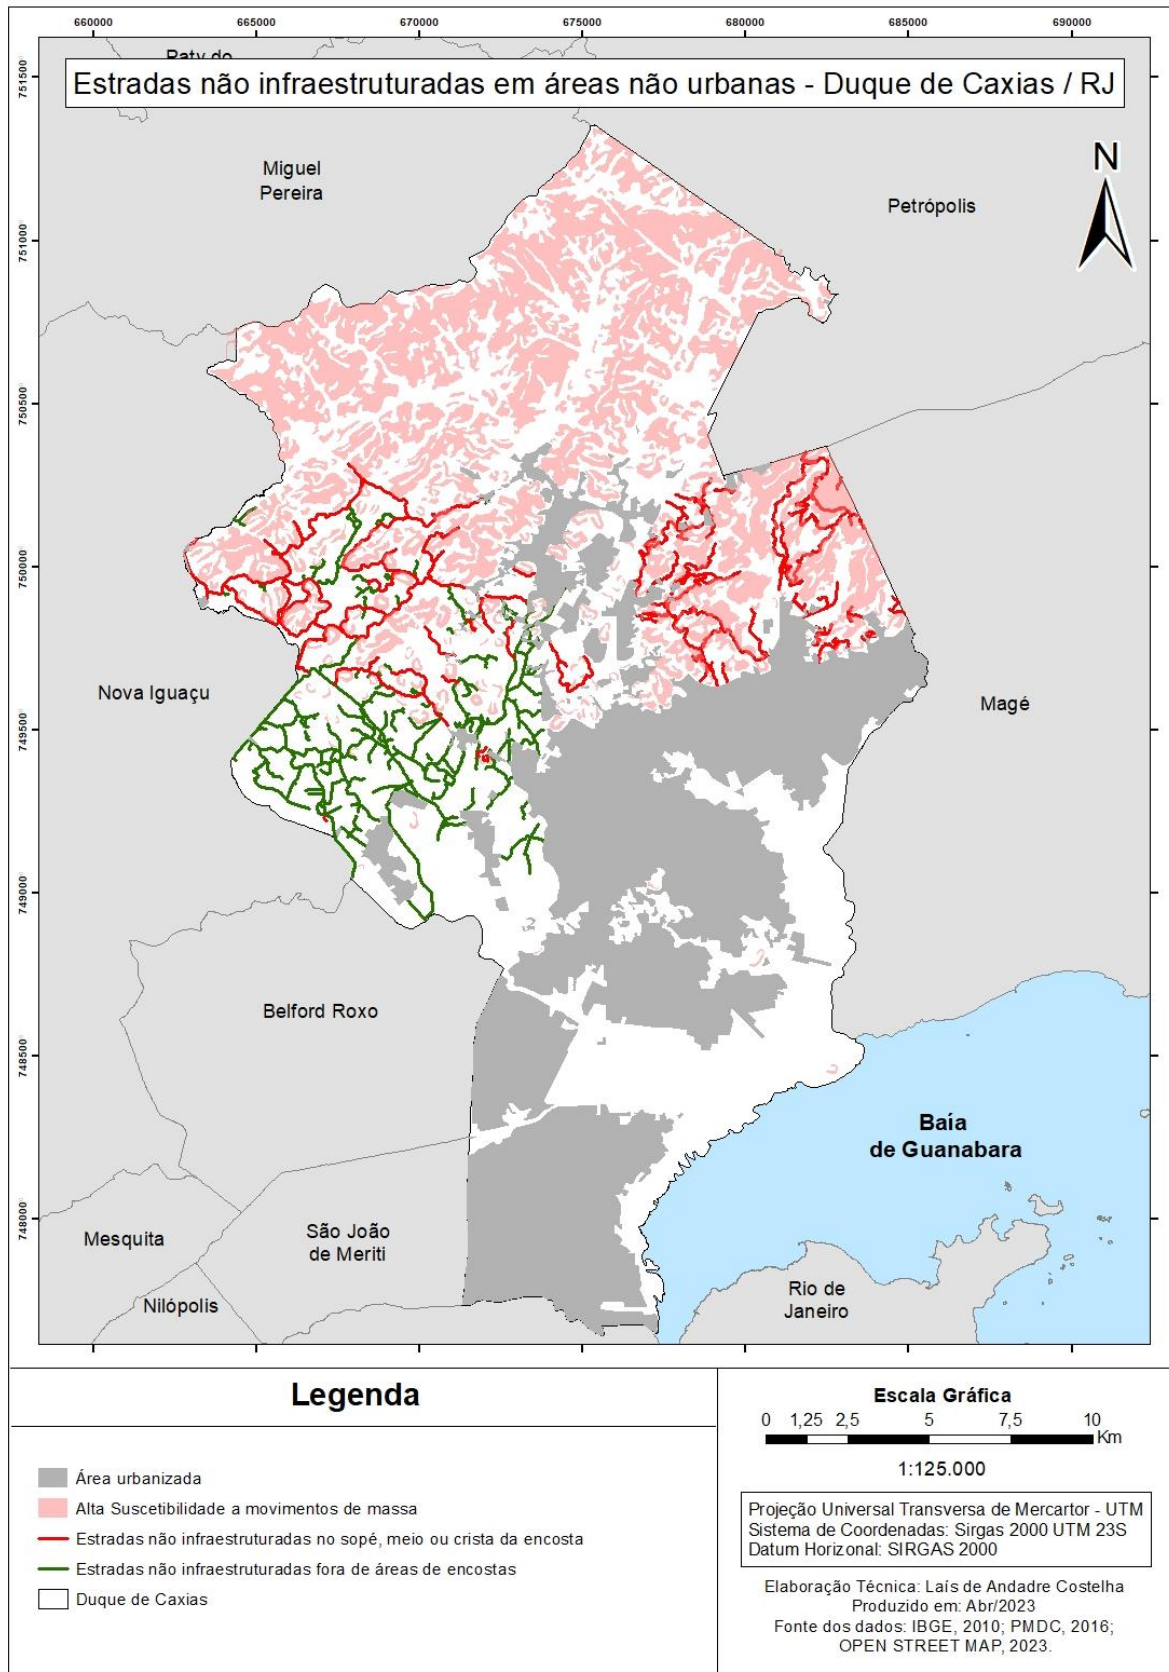 660000
665000
670000
675000
680000
685000
690000
Paty do
Estradas não infraestruturadas em áreas não urbanas - Duque de Caxias / RJ
751500
751000
750500
750000
749500
749000
748500
748000
Miguel
Pereira
Petrópolis
N
Nova Iguaçu
Magé
Belford Roxo
Baía
de Guanabara
Mesquita
São João
de Meriti
Nilópolis
Rio de
Janeiro
Legenda
Área urbanizada
Alta Suscetibilidade a movimentos de massa
Estradas não infraestruturadas no sopé, meio ou crista da encosta
Estradas não infraestruturadas fora de áreas de encostas
Duque de Caxias
Escala Gráfica
0 1,25 2,5 5 7,5 10
Km
1:125.000
Projeção Universal Transversa de Mercartor - UTM
Sistema de Coordenadas: Sirgas 2000 UTM 23S
Datum Horizonal: SIRGAS 2000
Elaboração Técnica: Laís de Andadre Costelha
Produzido em: Abr/2023
Fonte dos dados: IBGE, 2010; PMDC, 2016;
OPEN STREET MAP, 2023.